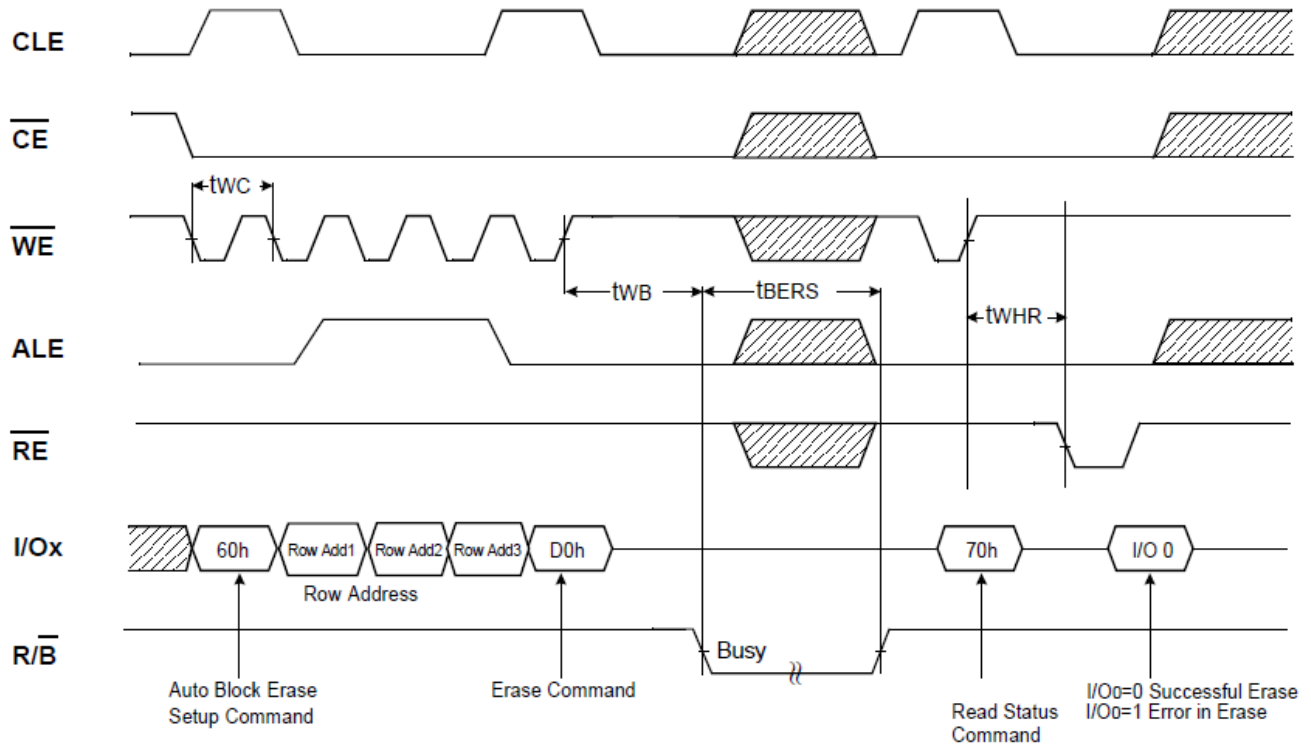 CLE
CE
tWC
WE
tWB
tBERS
tWHR
ALE
RE
I/Ox
60h
Row Add1
Row Add2
Row Add3
D0h
70h
I/O 0
Row Address
R/B
Busy
Auto Block Erase
Setup Command
Erase Command
Read Status
Command
I/O0=0 Successful Erase
I/O0=1 Error in Erase